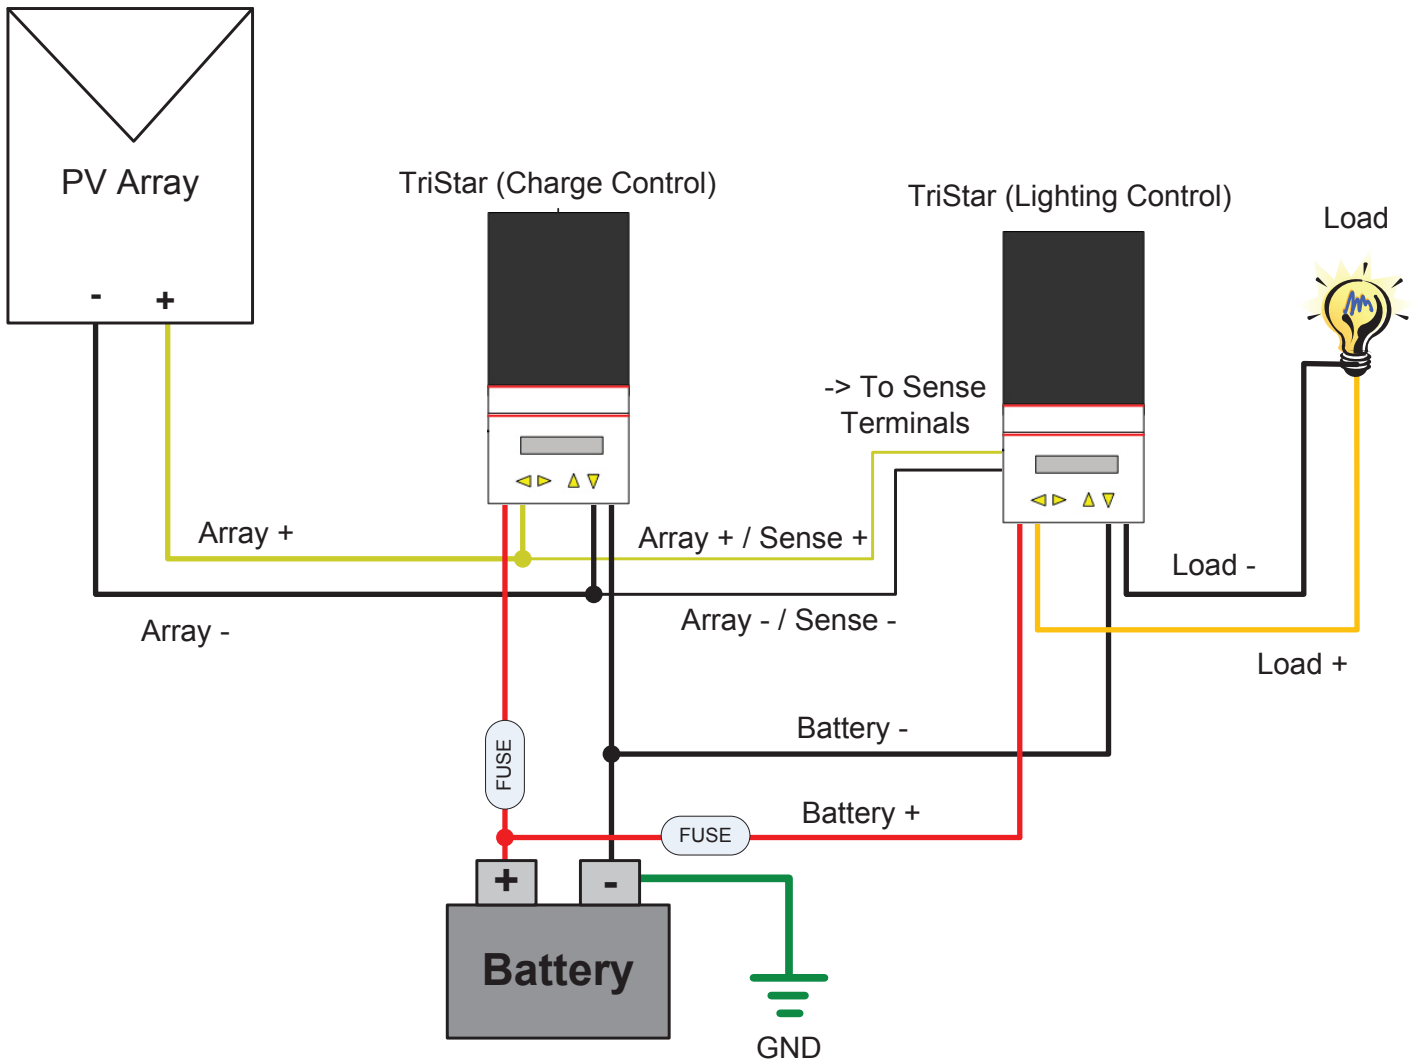 PV Array
-
+
TriStar (Charge Control)
TriStar (Lighting Control)
Load
-> To Sense
Terminals
Array +
Array + / Sense +
Array -
Array - / Sense -
Load -
Load +
Battery -
FUSE
Battery +
FUSE
+
-
Battery
GND